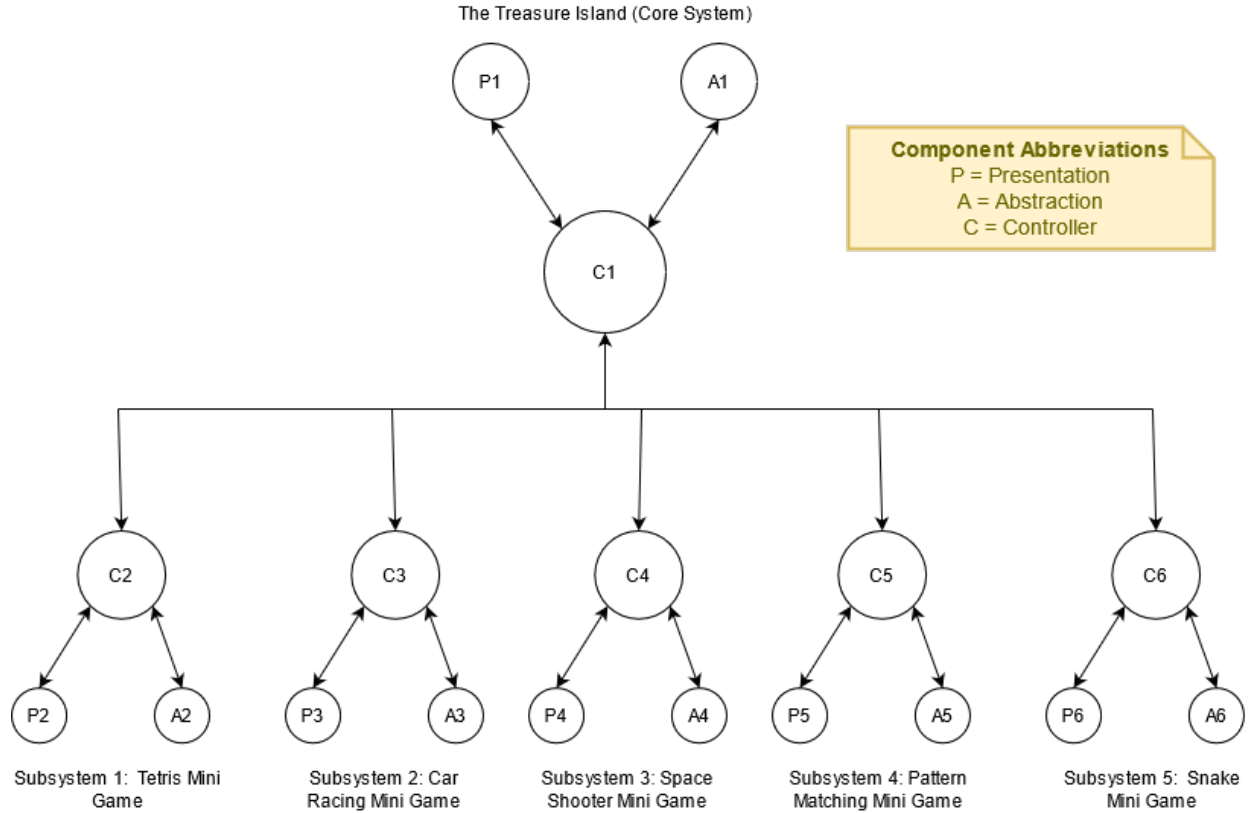 The Treasure Island (Core System)
P1
A1
Component Abbreviations
P = Presentation
A = Abstraction
C = Controller
C1
C2
C3
C4
C5
C6
P2
A2
P3
A3
P4
A4
P5
A5
P6
A6
Subsystem 1: Tetris Mini
Game
Subsystem 2: Car
Racing Mini Game
Subsystem 3: Space
Shooter Mini Game
Subsystem 4: Pattern
Matching Mini Game
Subsystem 5: Snake
Mini Game